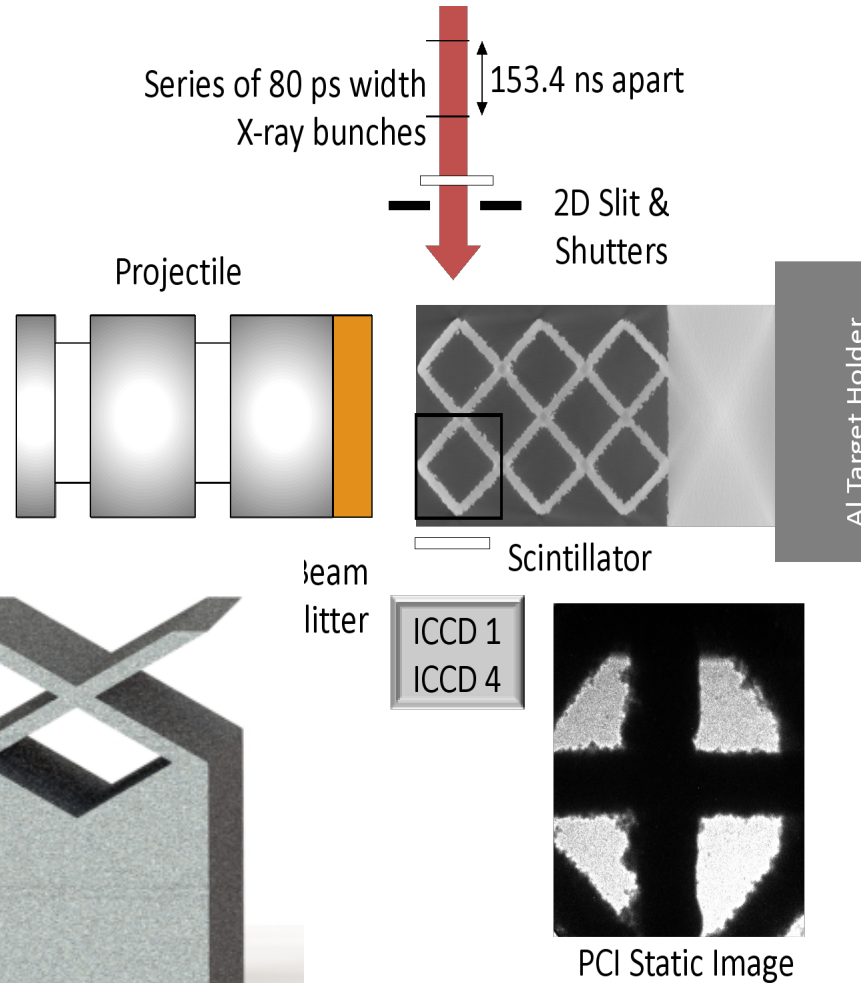 Series of 80 ps width
X-ray bunches
153.4 ns apart
2D Slit &
Shutters
Projectile
Al Target Holder
Scintillator
ICCD 1
ICCD 4
PCI Static Image